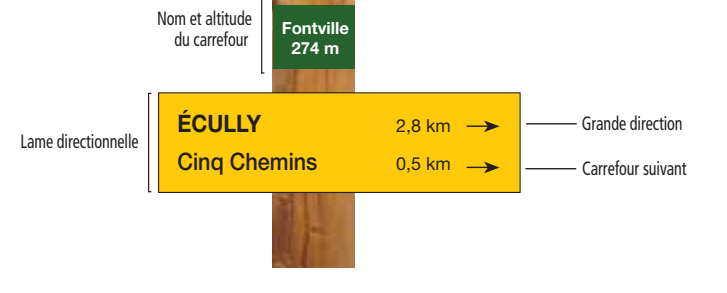 Nom et altitude
du carrefour
Fontville
274 m
Lame directionnelle
ÉCULLY 2,8 km →
Cinq Chemins 0,5 km →
Grande direction
Carrefour suivant